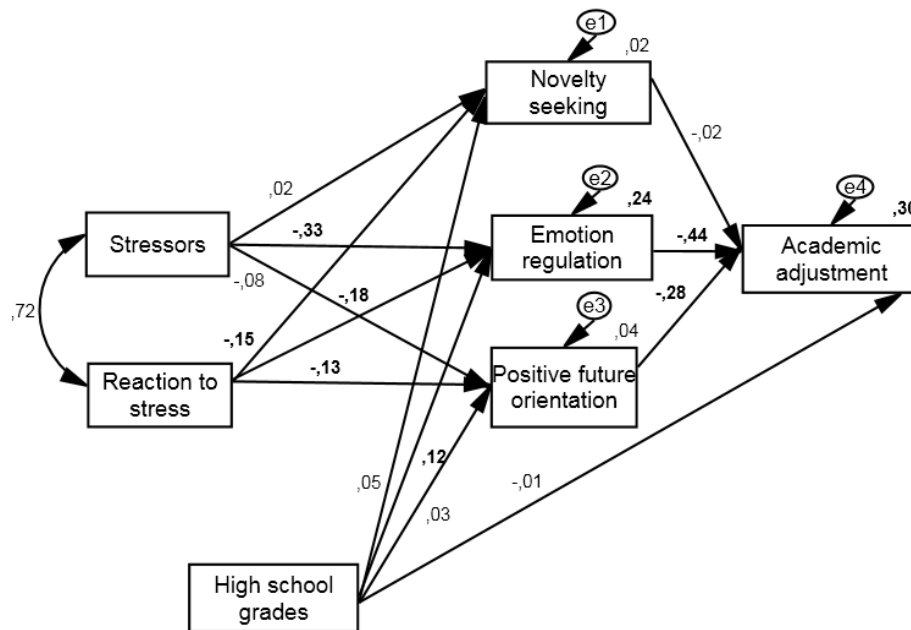 e1
,02
Novelty
seeking
-,02
,02
e2
,24
e4
,30
Stressors
-,33
Emotion
regulation
-,44
Academic
adjustment
-,08
-,18
-,28
e3
,72
-,15
,04
Reaction to
stress
-,13
Positive future
orientation
,12
,05
,03
-,01
High school
grades